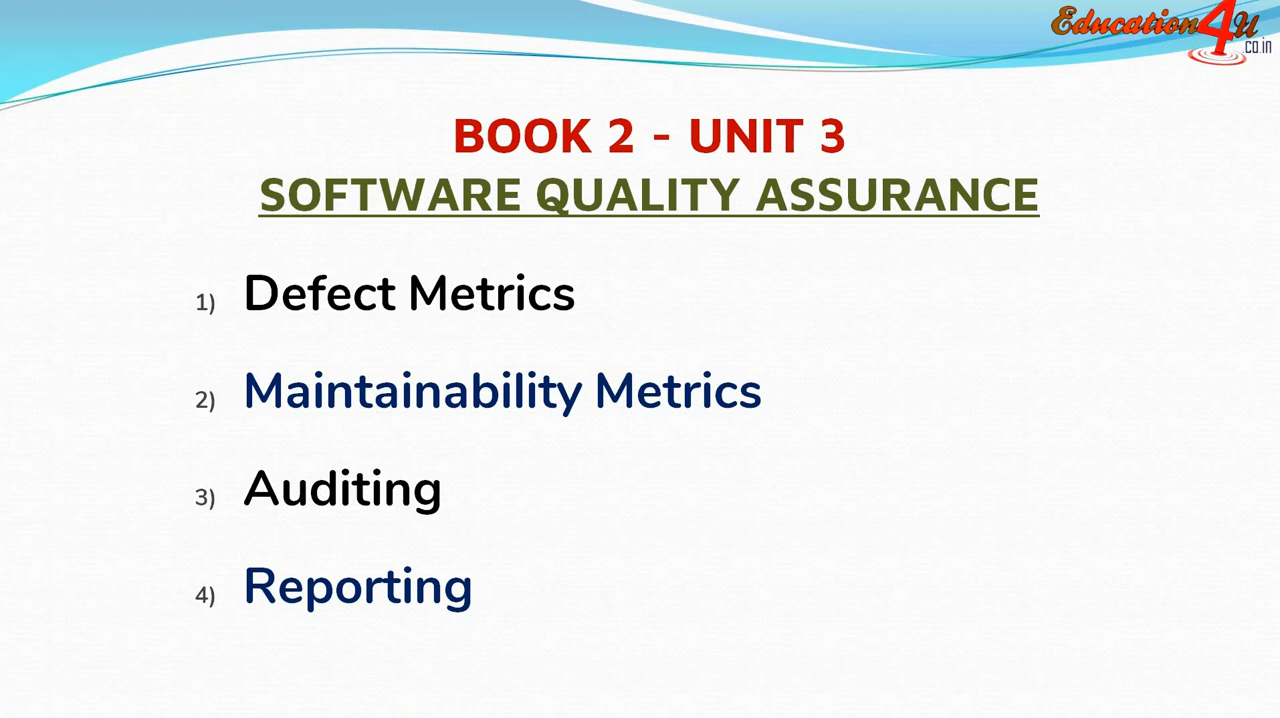 Education4U
.co.in
BOOK 2 - UNIT 3
SOFTWARE QUALITY ASSURANCE
1) Defect Metrics
2) Maintainability Metrics
3) Auditing
4) Reporting